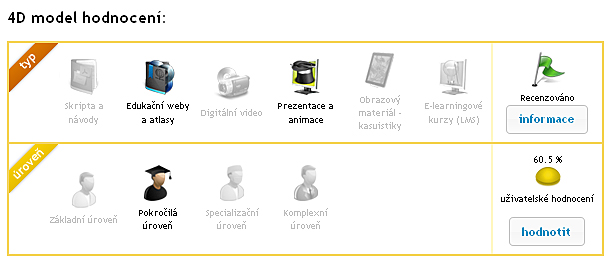 4D model hodnocení:
typ
Skripta a
návody
Edukační weby
a atlasy
Digitální video
Prezentace a
animace
Obrazový
materiál -
kasuistiky
E-learningové
kurzy (LMS)
Recenzováno
informace
úroveň
Základní úroveň
Pokročilá
úroveň
Specializační
úroveň
Komplexní
úroveň
60.5 %
uživatelské hodnocení
hodnotit